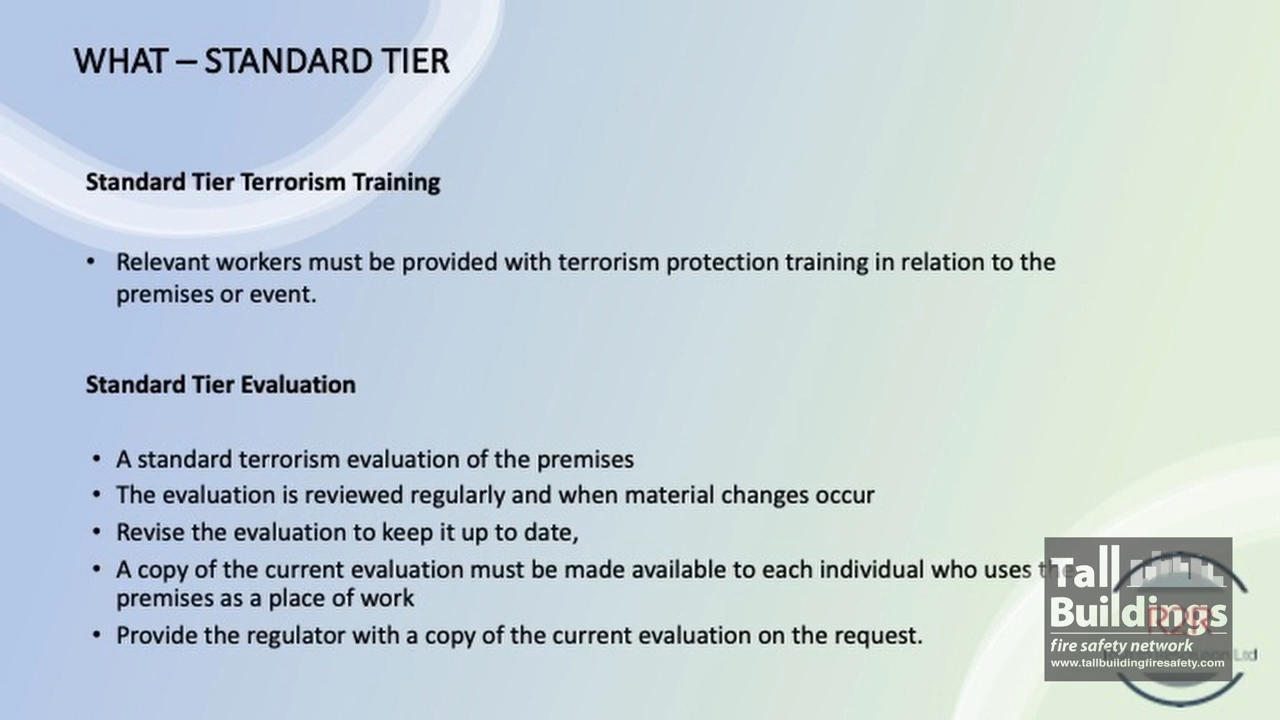 WHAT – STANDARD TIER
Standard Tier Terrorism Training
• Relevant workers must be provided with terrorism protection training in relation to the
premises or event.
Standard Tier Evaluation
• A standard terrorism evaluation of the premises
• The evaluation is reviewed regularly and when material changes occur
• Revise the evaluation to keep it up to date,
• A copy of the current evaluation must be made available to each individual who uses the
premises as a place of work
• Provide the regulator with a copy of the current evaluation on the request.
Tall
Buildings
fire safety network
www.tallbuildingfiresafety.com
Ltd